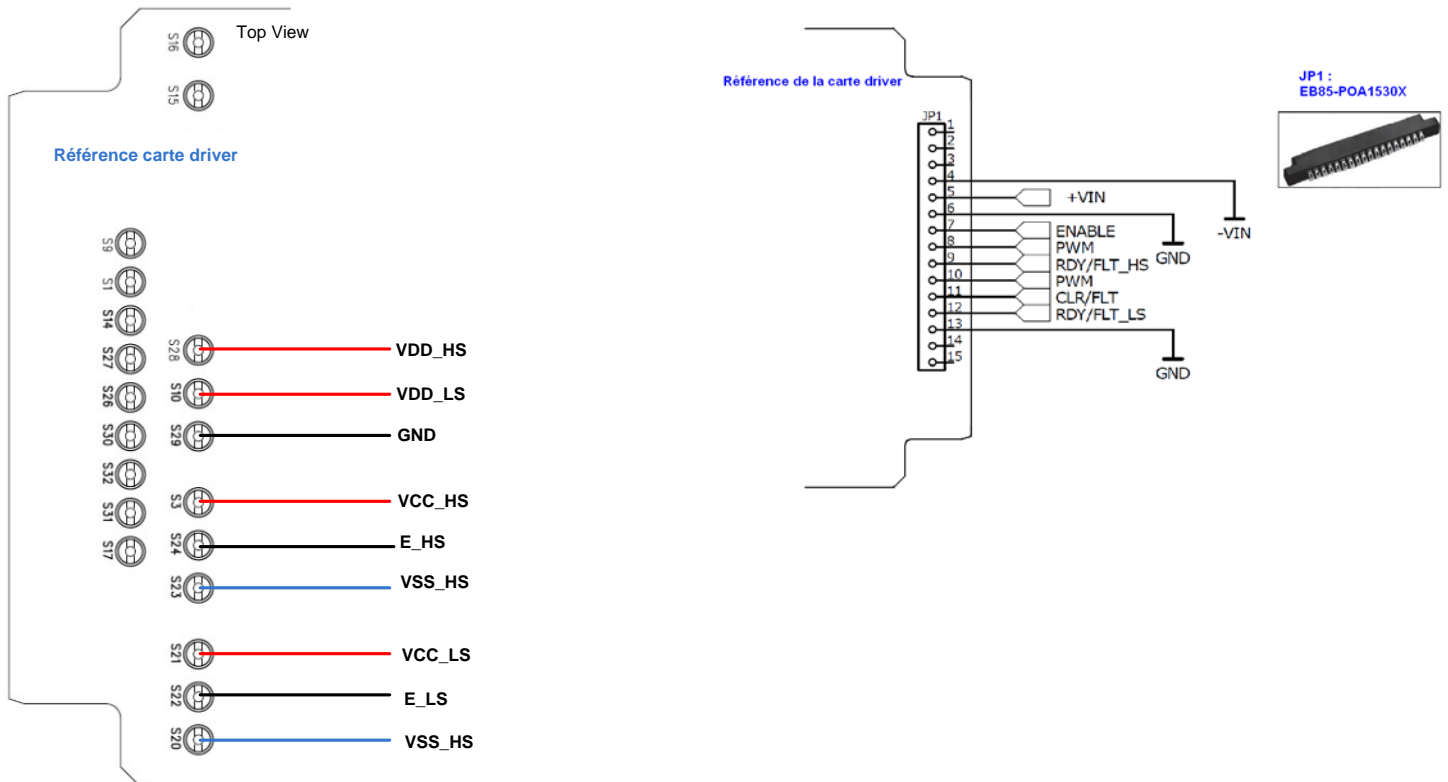 Top View
S16
S15
Référence carte driver
S9
S1
S14
S27
S26
S30
S32
S31
S17
S28
VDD_HS
S10
VDD_LS
S29
GND
S3
VCC_HS
S24
E_HS
S23
VSS_HS
S21
VCC_LS
S22
E_LS
S20
VSS_HS
Référence de la carte driver
JP1
1
2
3
4
5
+VIN
6
7
ENABLE
8
PWM
9
RDY/FLT_HS
10
PWM
11
CLR/FLT
12
RDY/FLT_LS
13
14
15
GND
-VIN
GND
JP1 :
EB85-POA1530X